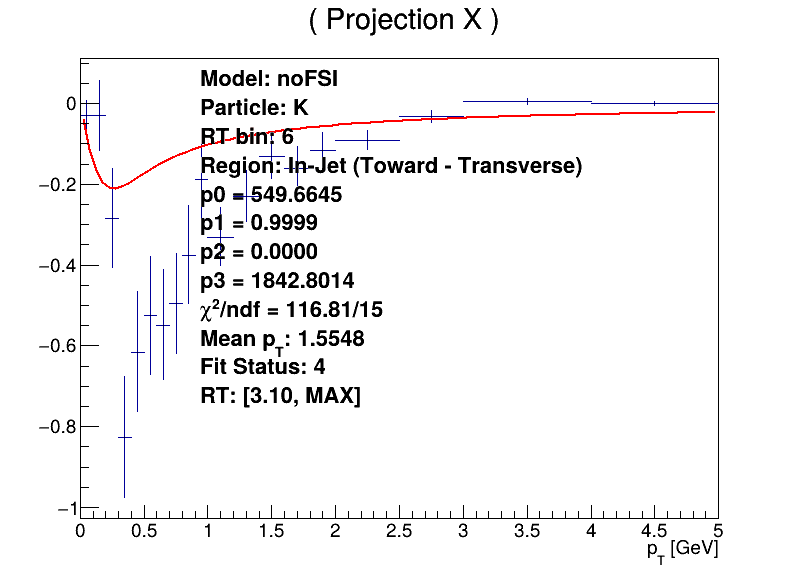 ( Projection X )
Model: noFSI
Particle: K
RT bin: 6
Region: In-Jet (Toward - Transverse)
p0 = 549.6645
p1 = 0.9999
p2 = 0.0000
p3 = 1842.8014
χ²/ndf = 116.81/15
Mean p_T: 1.5548
Fit Status: 4
RT: [3.10, MAX]
0
−0.2
−0.4
−0.6
−0.8
−1
0 0.5 1 1.5 2 2.5 3 3.5 4 4.5 5
p_T [GeV]